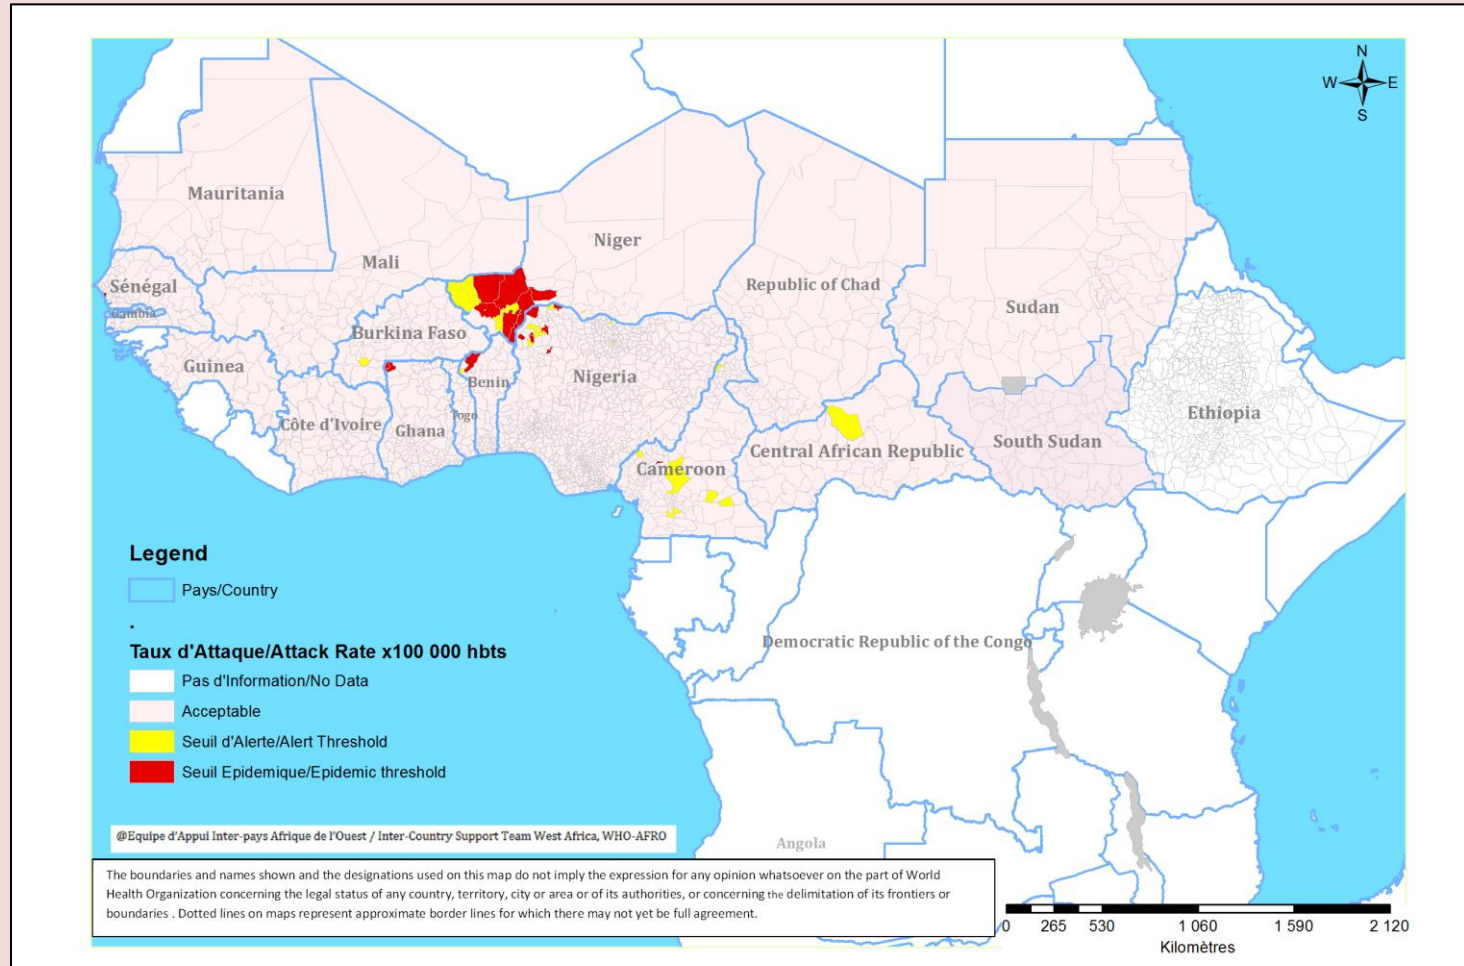 N
W E
S
Mauritania
Niger
Mali
Sénégal
Republic of Chad
Gambia
Sudan
Burkina Faso
Guinea
Nigeria
Benin
Ethiopia
Togo
Côte d'Ivoire
Ghana
South Sudan
Central African Republic
Cameroon
Legend
Pays/Country
Democratic Republic of the Congo
Taux d'Attaque/Attack Rate x100 000 hbts
Pas d'Information/No Data
Acceptable
Seuil d'Alerte/Alert Threshold
Seuil Epidemique/Epidemic threshold
@Equipe d'Appui Inter-pays Afrique de l'Ouest / Inter-Country Support Team West Africa, WHO-AFRO
Angola
The boundaries and names shown and the designations used on this map do not imply the expression for any opinion whatsoever on the part of World
Health Organization concerning the legal status of any country, territory, city or area or of its authorities, or concerning the delimitation of its frontiers or
boundaries . Dotted lines on maps represent approximate border lines for which there may not yet be full agreement.
0 265 530 1 060 1 590 2 120
Kilomètres